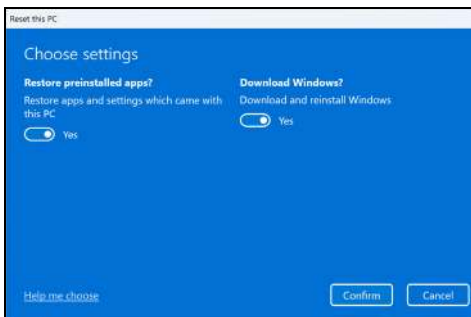 Reset this PC
Choose settings
Restore preinstalled apps?
Restore apps and settings which came with
this PC
Yes
Download Windows?
Download and reinstall Windows
Yes
Help me choose
Confirm
Cancel